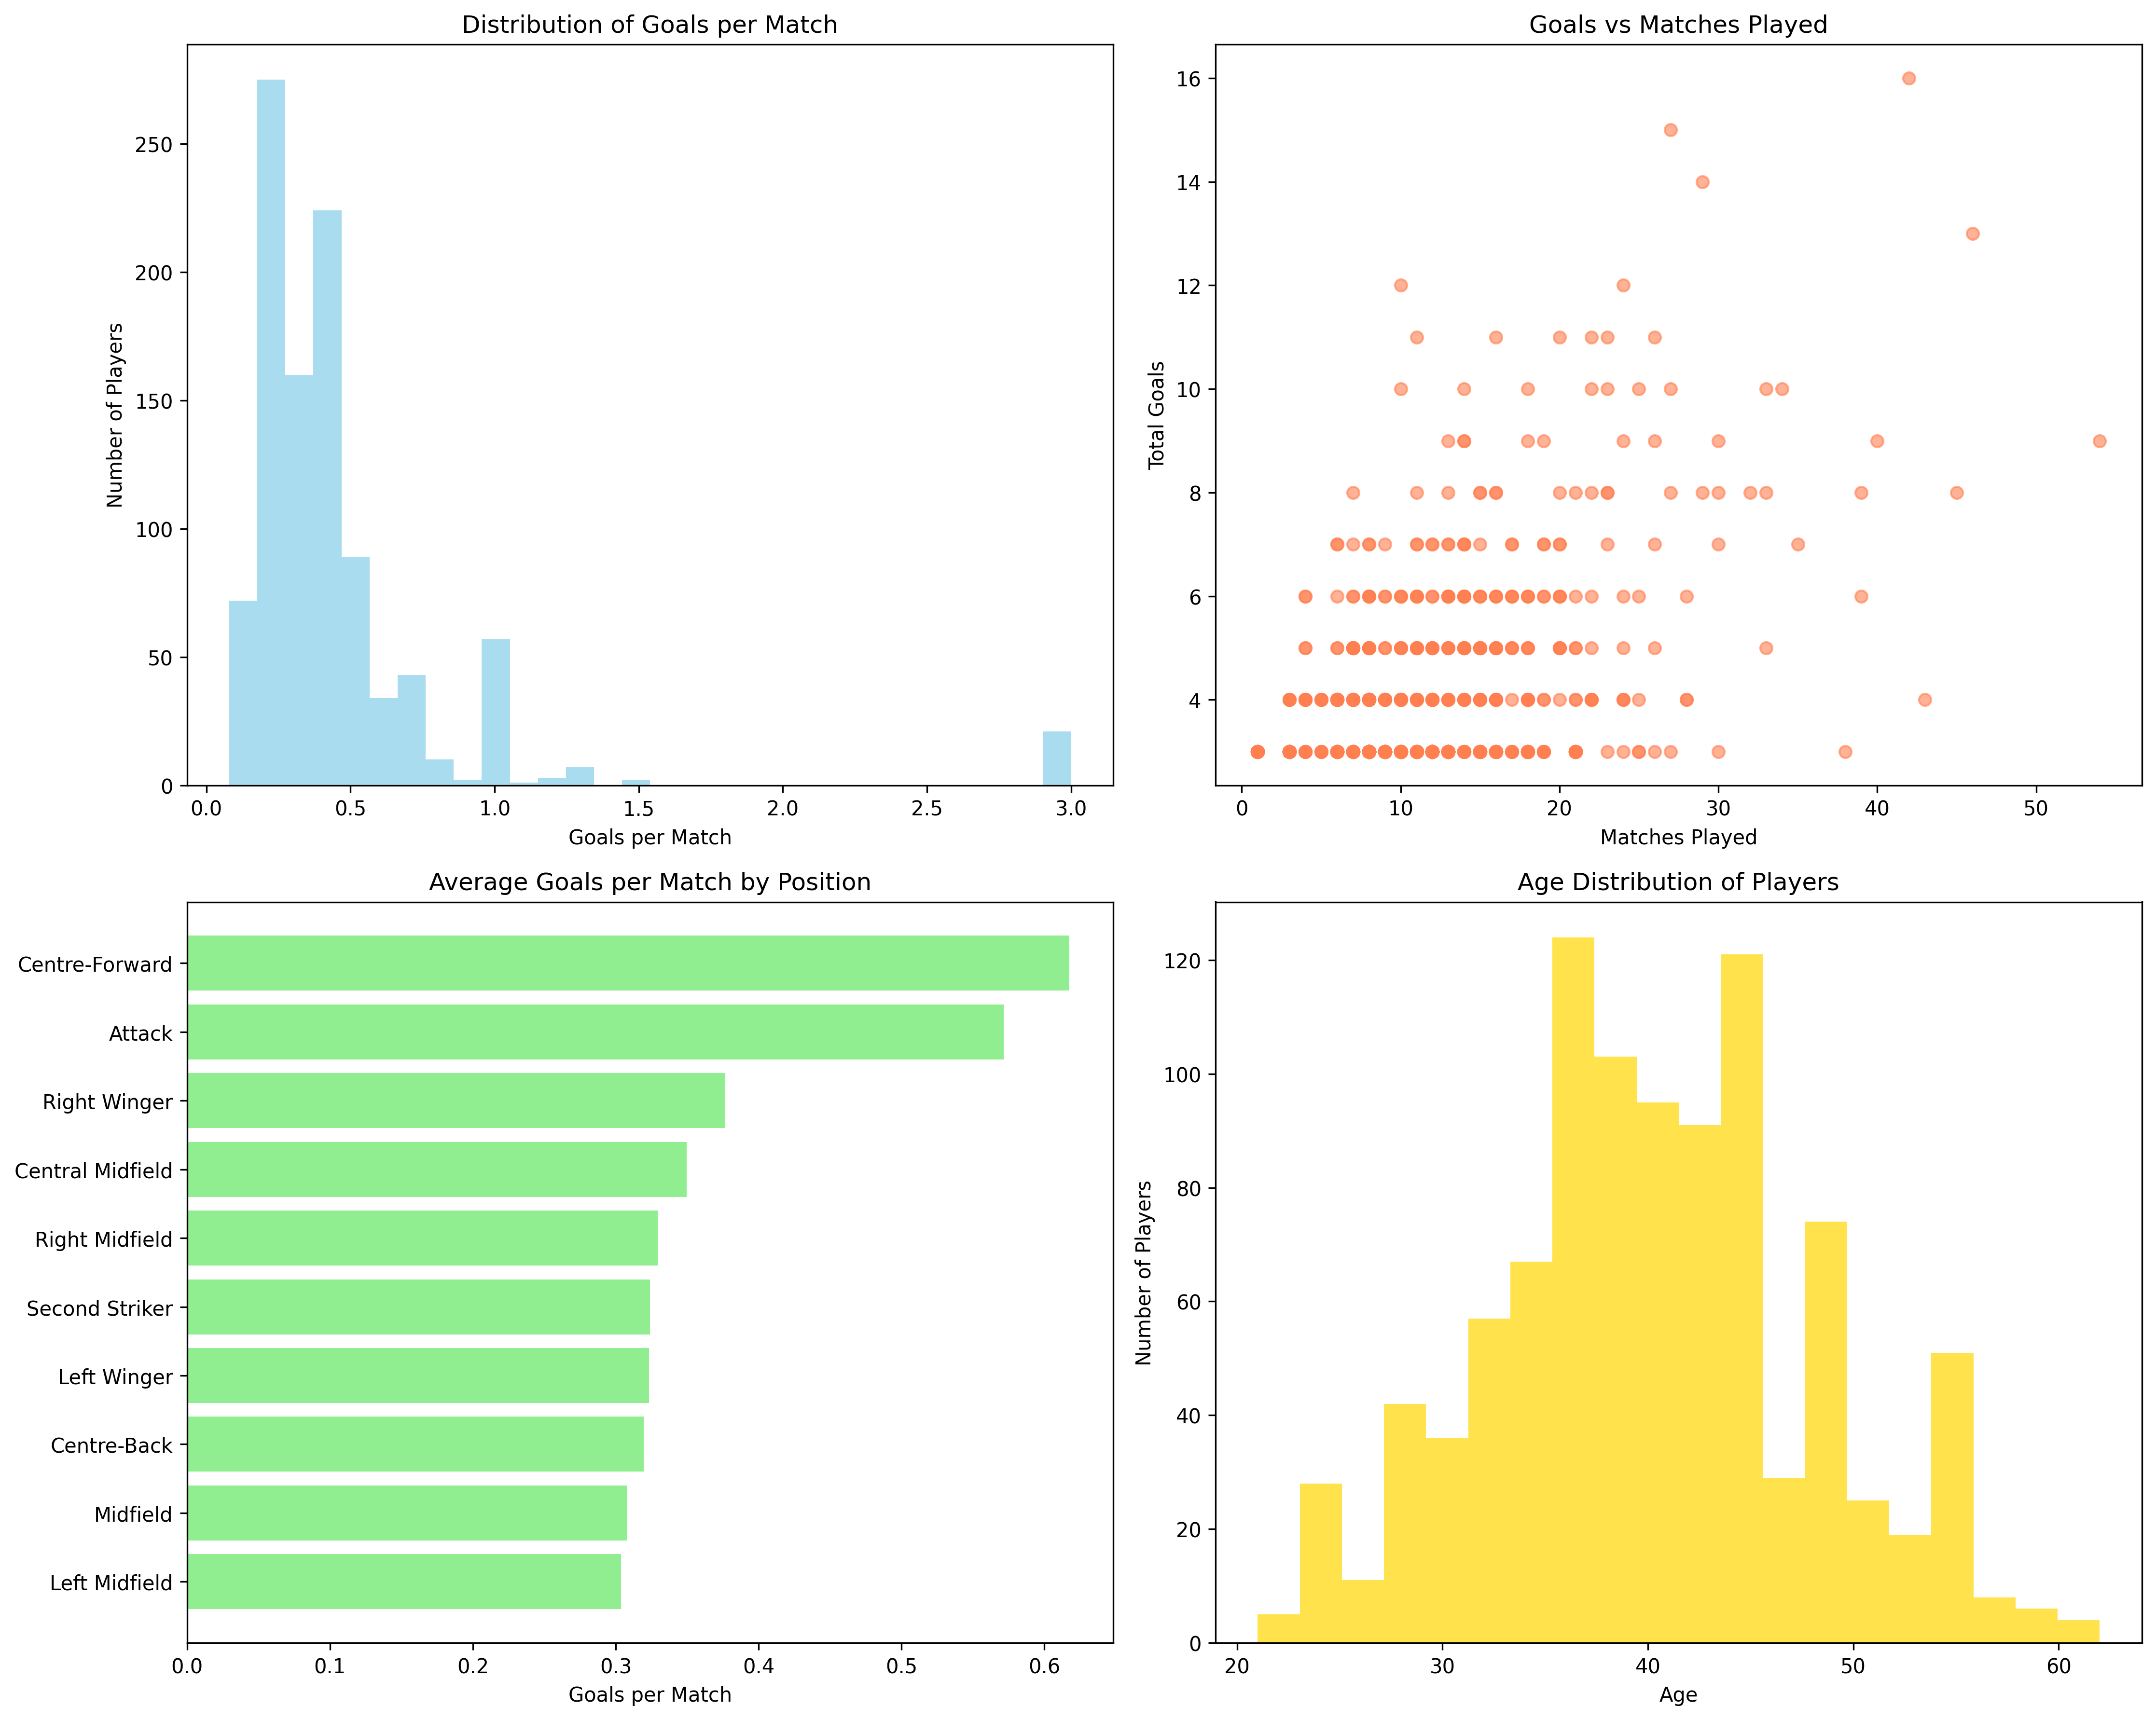 Distribution of Goals per Match
250
200
150
100
50
0
Number of Players
0.0 0.5 1.0 1.5 2.0 2.5 3.0
Goals per Match
Goals vs Matches Played
16
14
12
10
8
6
4
Total Goals
0 10 20 30 40 50
Matches Played
Average Goals per Match by Position
Centre-Forward
Attack
Right Winger
Central Midfield
Right Midfield
Second Striker
Left Winger
Centre-Back
Midfield
Left Midfield
0.0 0.1 0.2 0.3 0.4 0.5 0.6
Goals per Match
Age Distribution of Players
120
100
80
60
40
20
0
Number of Players
20 30 40 50 60
Age